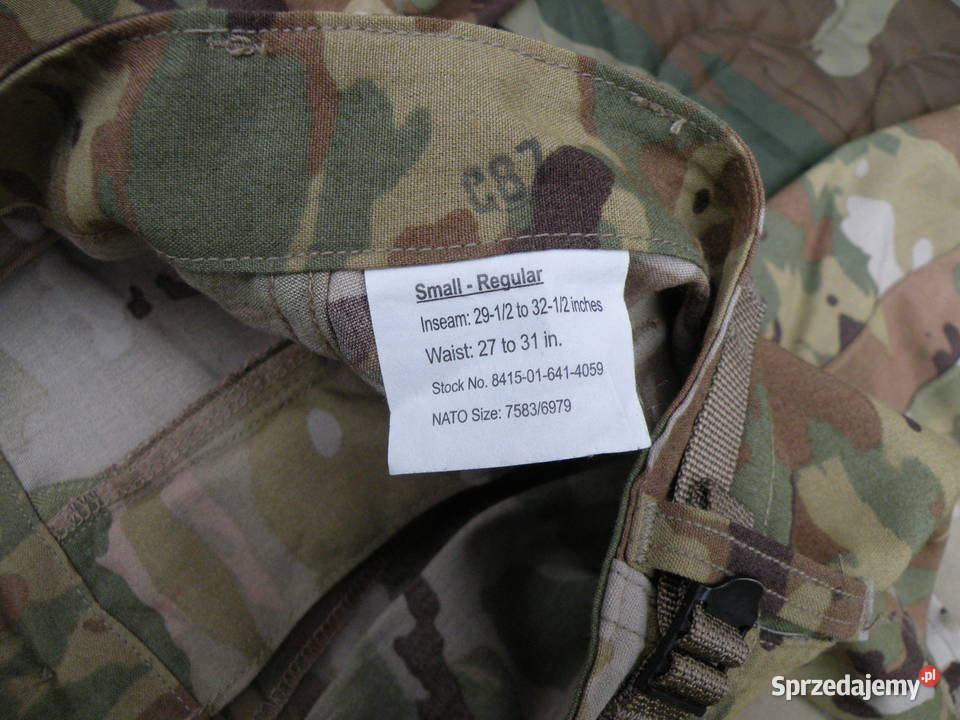 C87
Small - Regular
Inseam: 29-1/2 to 32-1/2 inches
Waist: 27 to 31 in.
Stock No. 8415-01-641-4059
NATO Size: 7583/6979
Sprzedajemy.pl